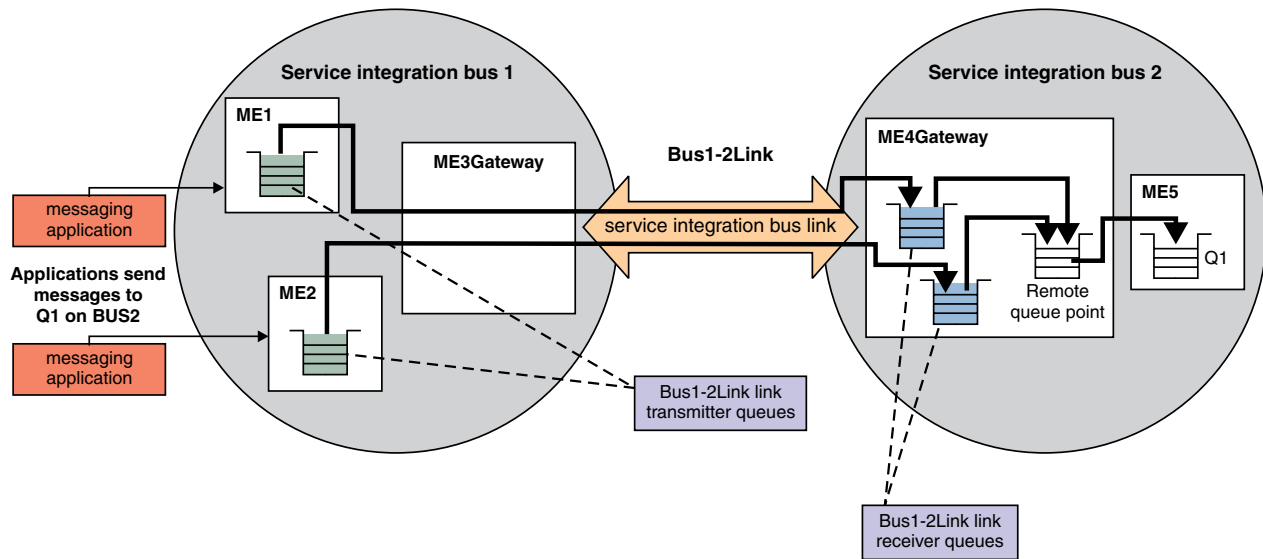 Service integration bus 1
ME1
ME3Gateway
messaging
application
Applications send
messages to
Q1 on BUS2
messaging
application
ME2
Bus1-2Link
service integration bus link
Bus1-2Link link
transmitter queues
Service integration bus 2
ME4Gateway
ME5
Q1
Remote
queue point
Bus1-2Link link
receiver queues